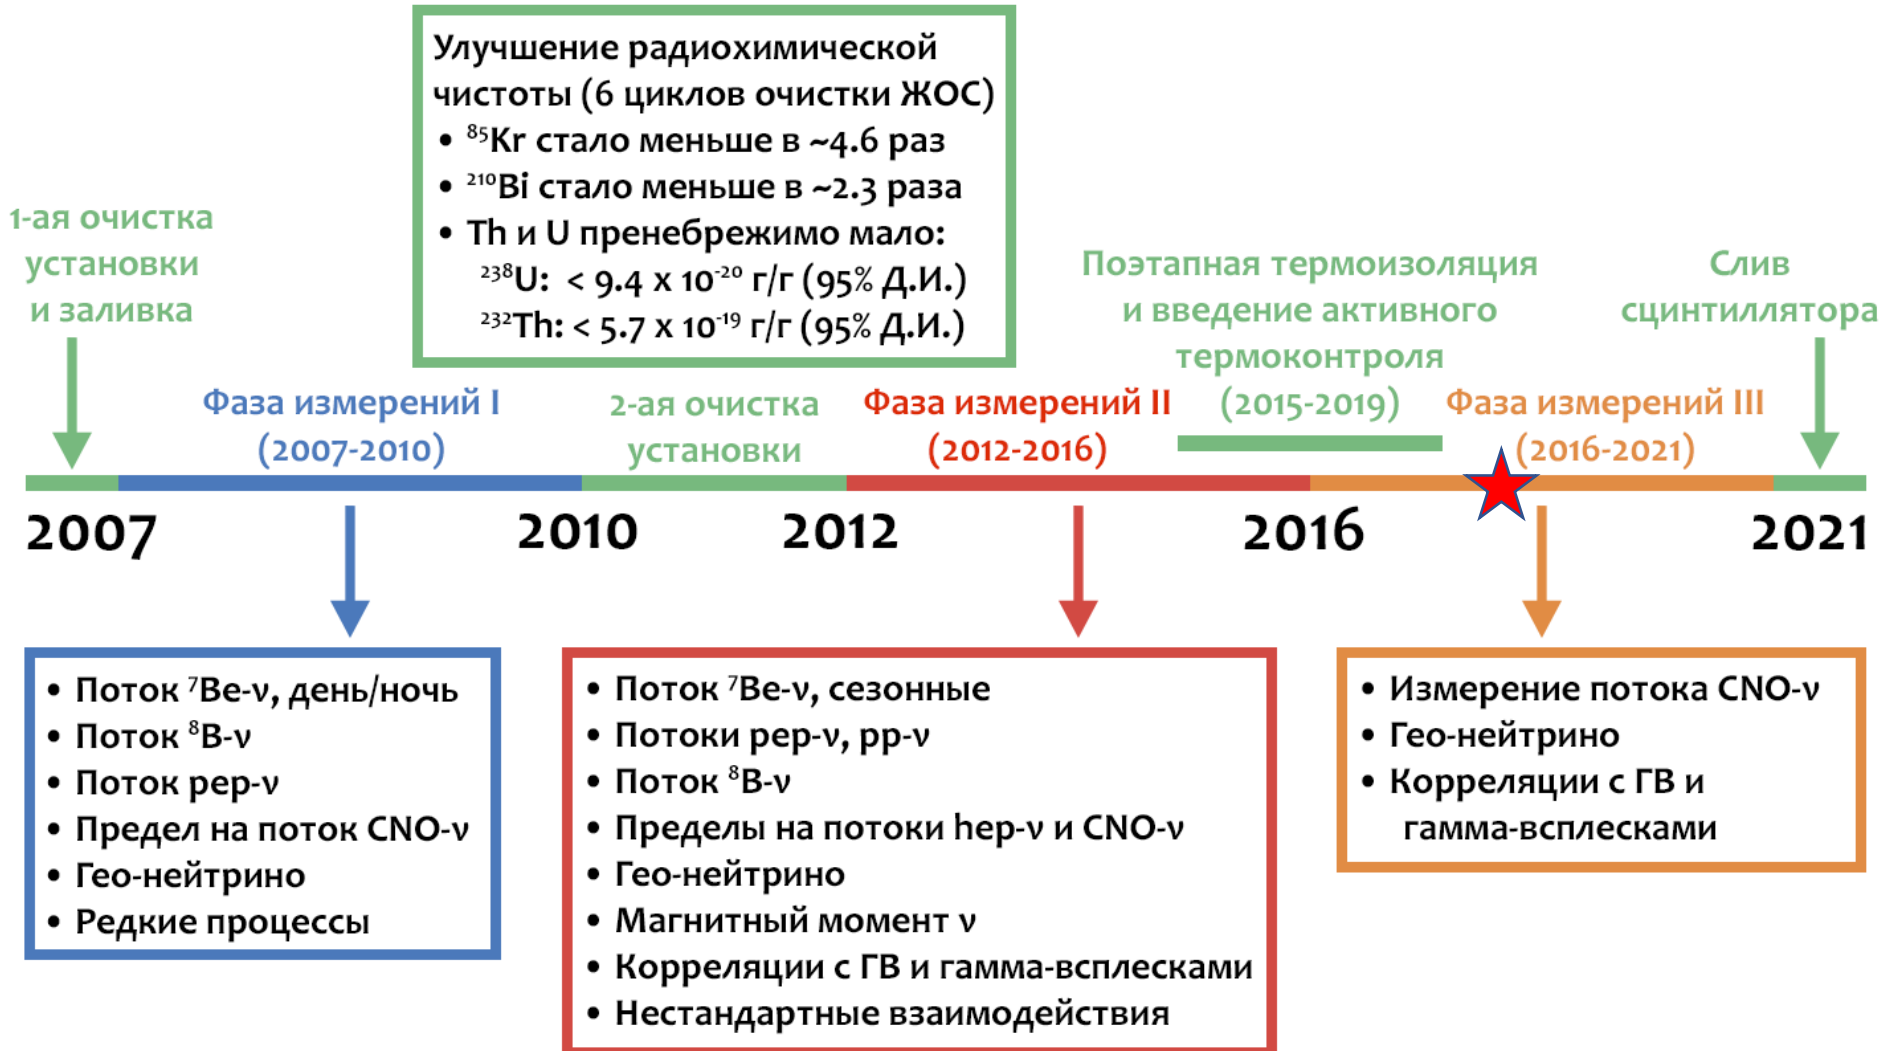 Улучшение радиохимической
чистоты (6 циклов очистки ЖОС)
• ⁸⁵Kr стало меньше в ~4.6 раз
• ²¹⁰Bi стало меньше в ~2.3 раза
• Th и U пренебрежимо мало:
²³⁸U: < 9.4 x 10⁻²⁰ г/г (95% Д.И.)
²³²Th: < 5.7 x 10⁻¹⁹ г/г (95% Д.И.)
1-ая очистка
установки
и заливка
Фаза измерений I
(2007-2010)
2-ая очистка
установки
Фаза измерений II
(2012-2016)
Поэтапная термоизоляция
и введение активного
термоконтроля
(2015-2019)
Фаза измерений III
(2016-2021)
Слив
сцинтиллятора
2007
2010
2012
2016
2021
• Поток ⁷Be-ν, день/ночь
• Поток ⁸B-ν
• Поток pep-ν
• Предел на поток CNO-ν
• Гео-нейтрино
• Редкие процессы
• Поток ⁷Be-ν, сезонные
• Потоки pep-ν, pp-ν
• Поток ⁸B-ν
• Пределы на потоки hep-ν и CNO-ν
• Гео-нейтрино
• Магнитный момент ν
• Корреляции с ГВ и гамма-всплесками
• Нестандартные взаимодействия
• Измерение потока CNO-ν
• Гео-нейтрино
• Корреляции с ГВ и
гамма-всплесками